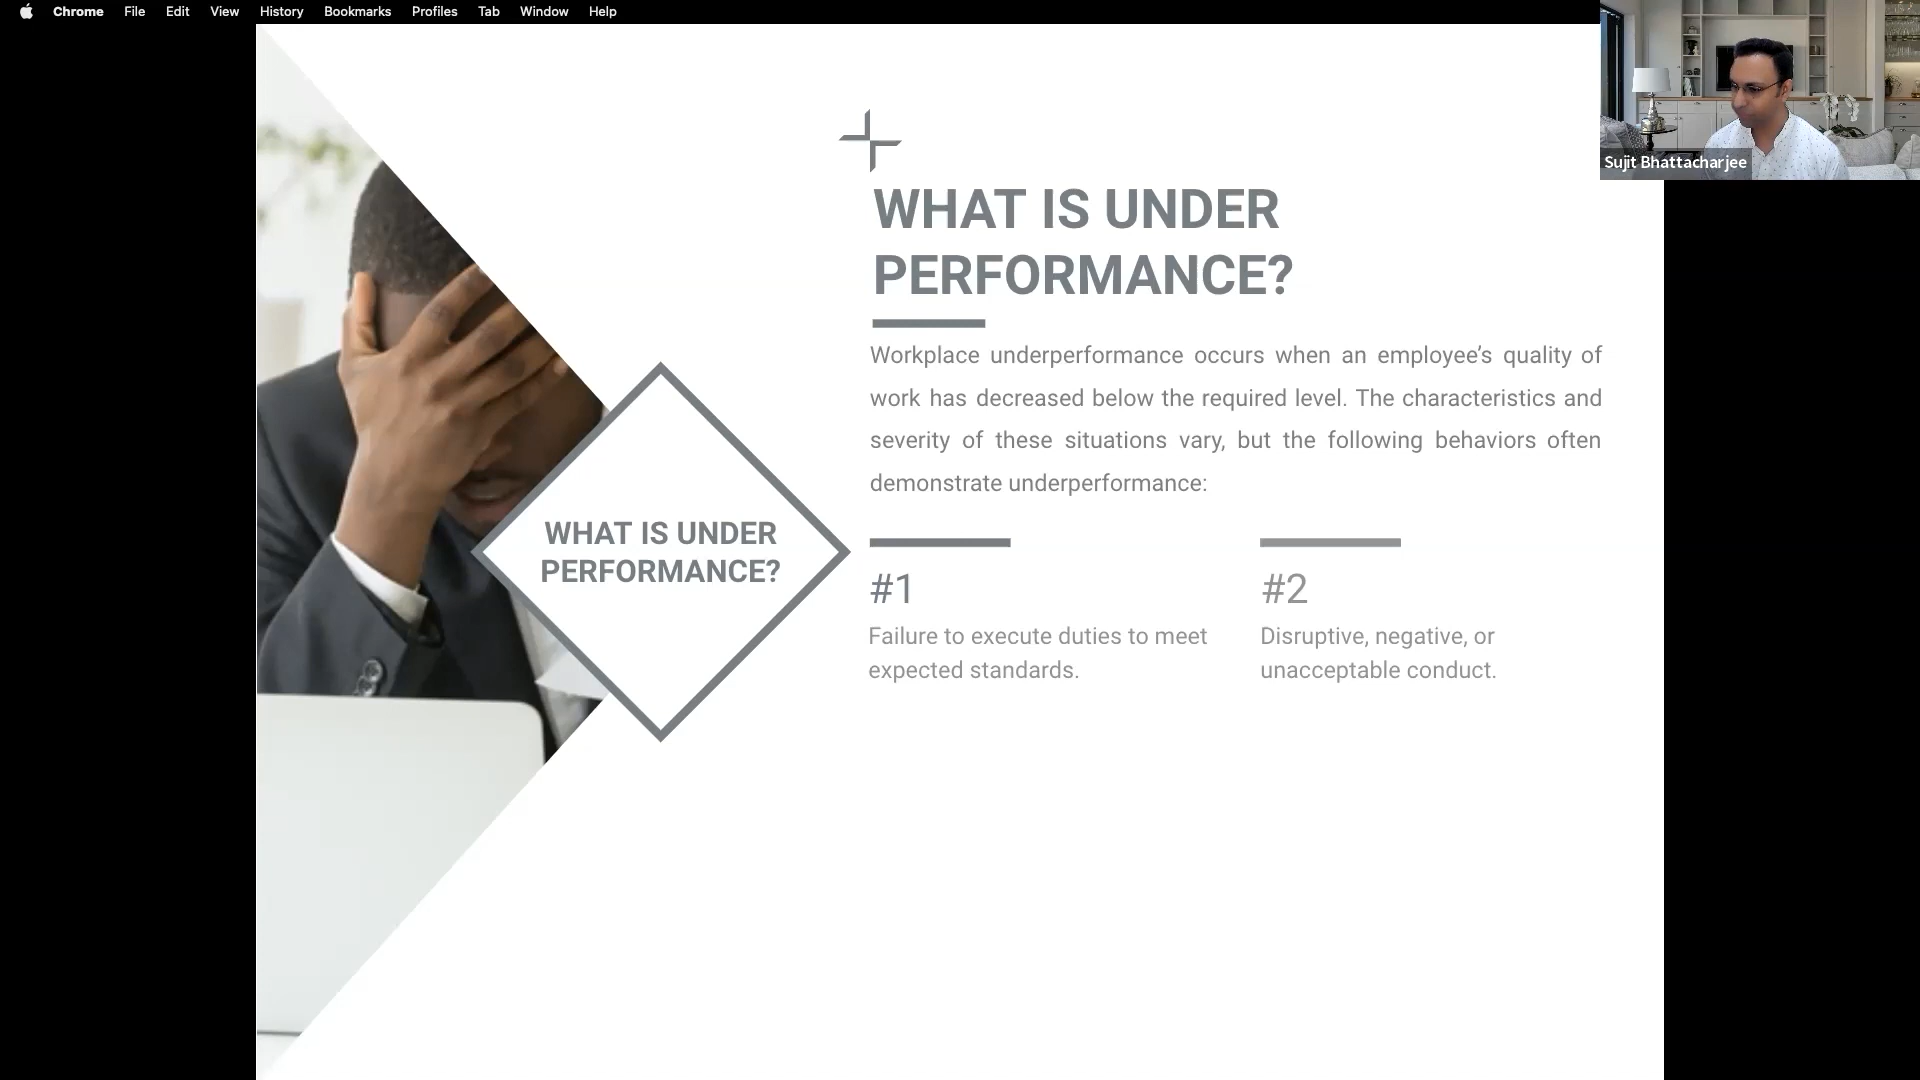 Chrome File Edit View History Bookmarks Profiles Tab Window Help
Sujit Bhattacharjee
WHAT IS UNDER
PERFORMANCE?
Workplace underperformance occurs when an employee’s quality of
work has decreased below the required level. The characteristics and
severity of these situations vary, but the following behaviors often
demonstrate underperformance:
WHAT IS UNDER
PERFORMANCE?
#1
Failure to execute duties to meet
expected standards.
#2
Disruptive, negative, or
unacceptable conduct.